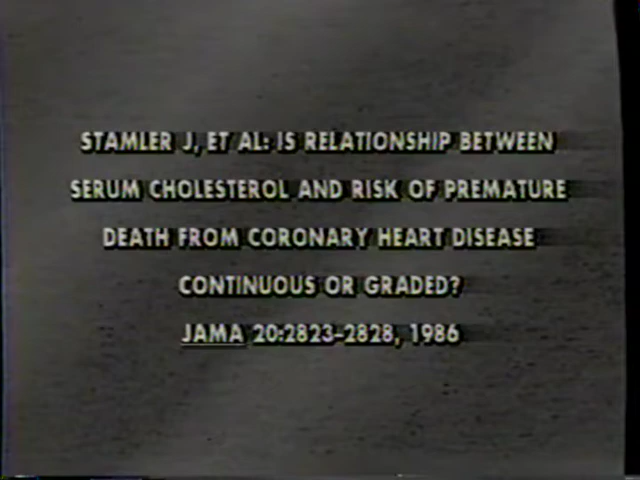 STAMLER J, ET AL: IS RELATIONSHIP BETWEEN
SERUM CHOLESTEROL AND RISK OF PREMATURE
DEATH FROM CORONARY HEART DISEASE
CONTINUOUS OR GRADED?
JAMA 20:2823-2828, 1986